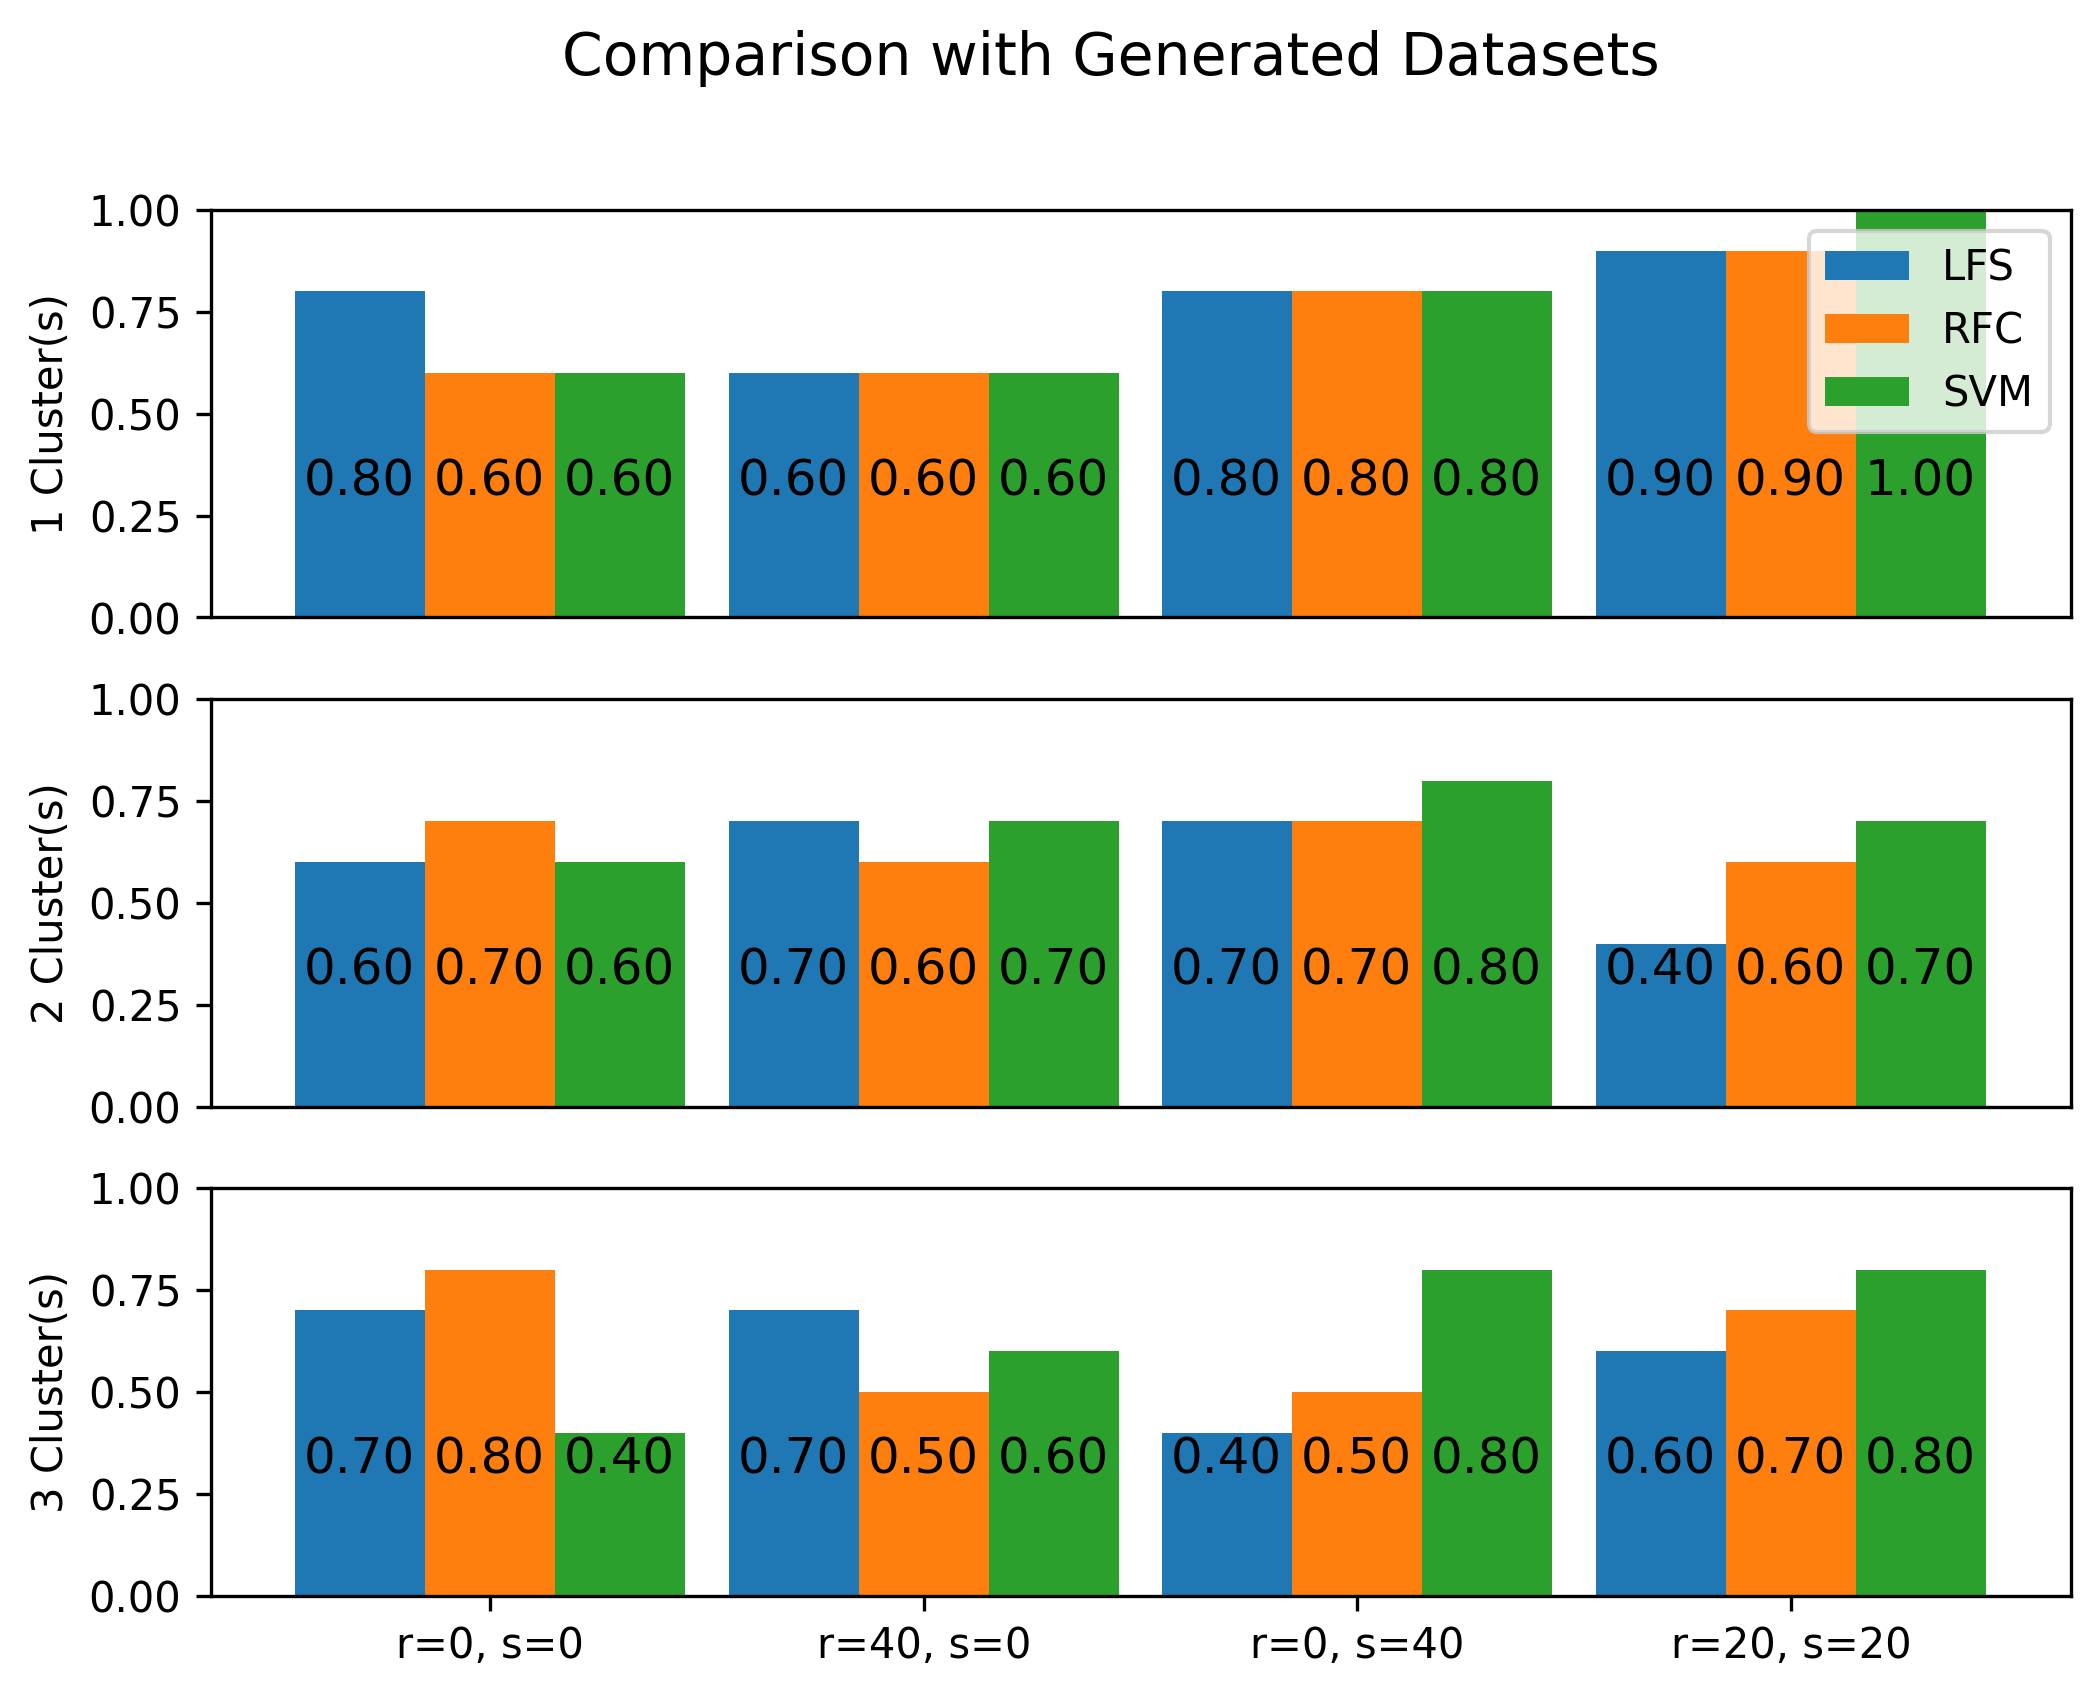 Comparison with Generated Datasets
1 Cluster(s)
1.00
0.75
0.50
0.25
0.00
LFS
RFC
SVM
0.80 0.60 0.60 0.60 0.60 0.60 0.80 0.80 0.80 0.90 0.90 1.00
2 Cluster(s)
1.00
0.75
0.50
0.25
0.00
0.60 0.70 0.60 0.70 0.60 0.70 0.70 0.70 0.80 0.40 0.60 0.70
3 Cluster(s)
1.00
0.75
0.50
0.25
0.00
0.70 0.80 0.40 0.70 0.50 0.60 0.40 0.50 0.80 0.60 0.70 0.80
r=0, s=0 r=40, s=0 r=0, s=40 r=20, s=20